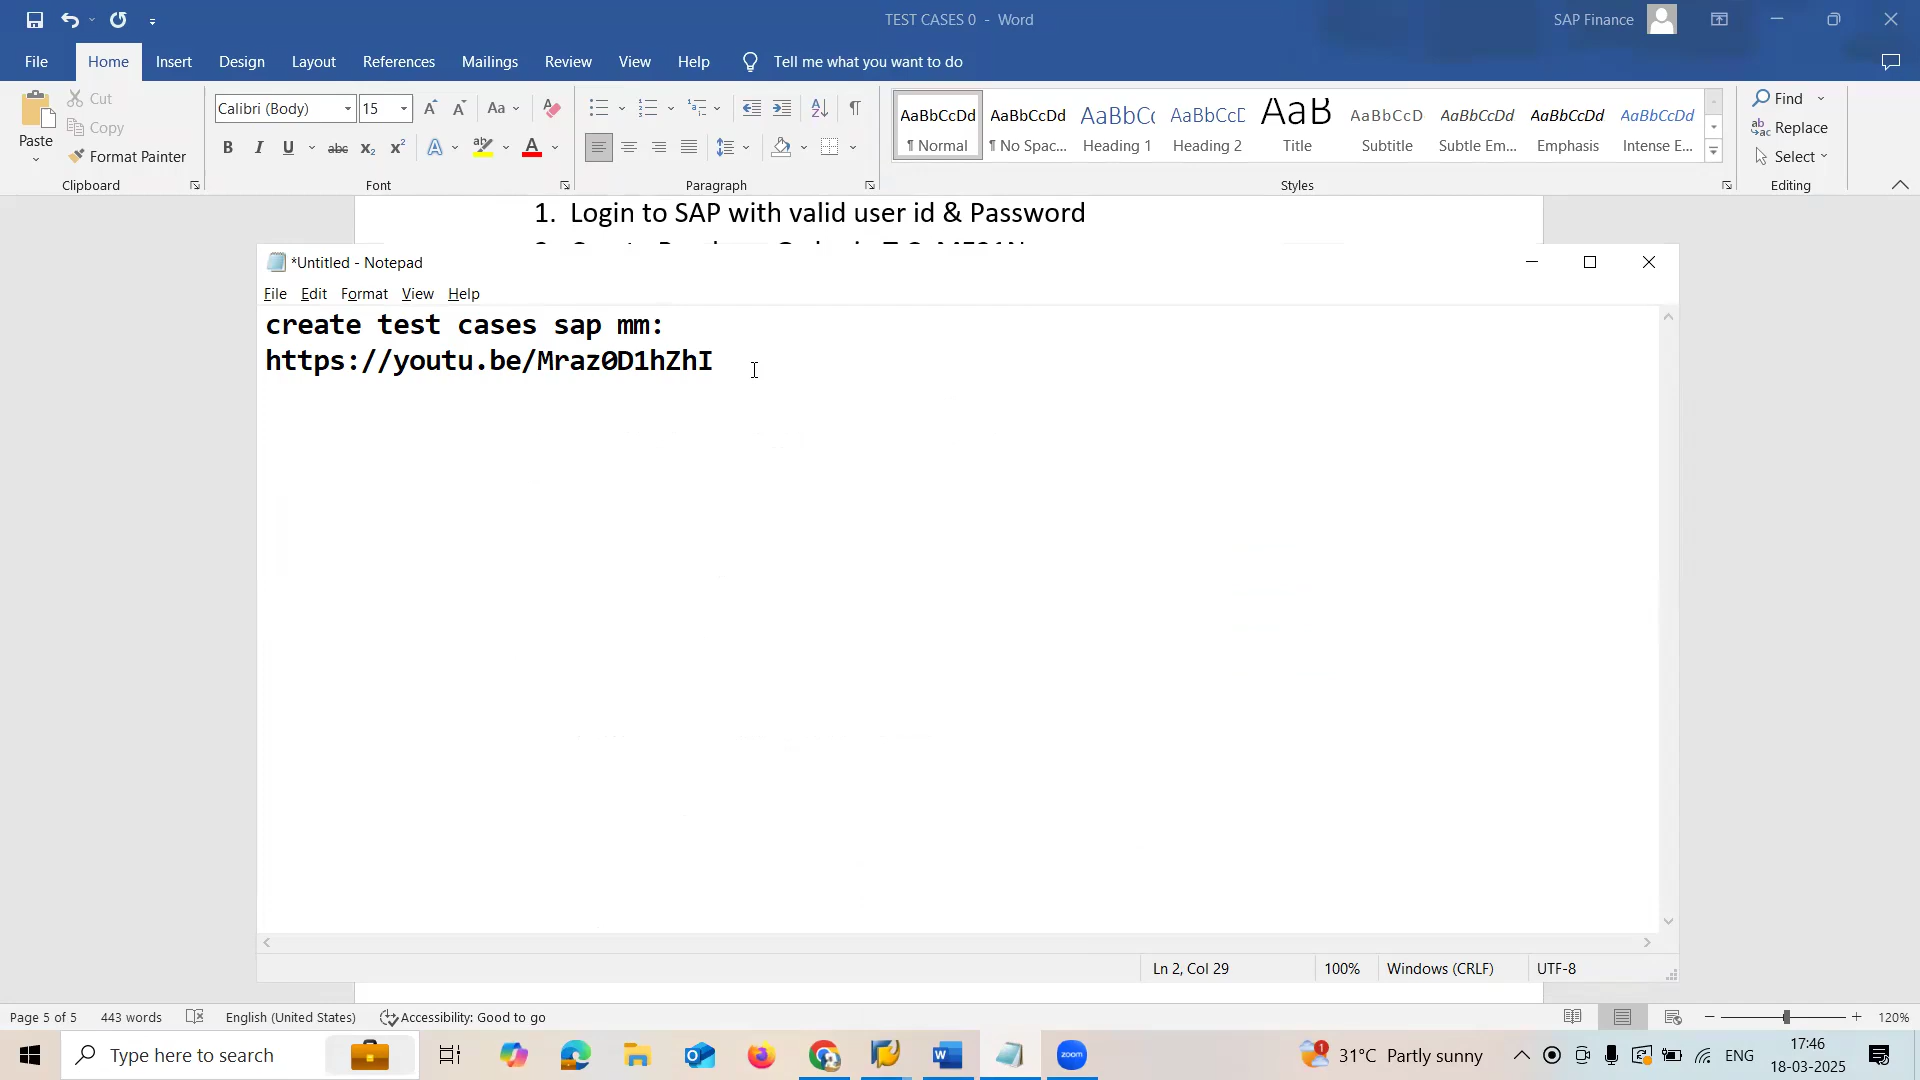 TEST CASES 0 - Word
SAP Finance
File Home Insert Design Layout References Mailings Review View Help Tell me what you want to do
Paste
Cut
Copy
Format Painter
Clipboard
Calibri (Body) 15
Font
Paragraph
AaBbCcDd AaBbCcDd AaBbCc AaBbCcC AaB AaBbCcD AaBbCcDd AaBbCcDd AaBbCcDd
¶ Normal ¶ No Spac... Heading 1 Heading 2 Title Subtitle Subtle Em... Emphasis Intense E...
Styles
Find
Replace
Select
Editing
1. Login to SAP with valid user id & Password
*Untitled - Notepad
File Edit Format View Help
create test cases sap mm:
https://youtu.be/Mraz0D1hZhI
Ln 2, Col 29 100% Windows (CRLF) UTF-8
Page 5 of 5 443 words English (United States) Accessibility: Good to go 120%
Type here to search
zoom
1
31°C Partly sunny
ENG
17:46
18-03-2025